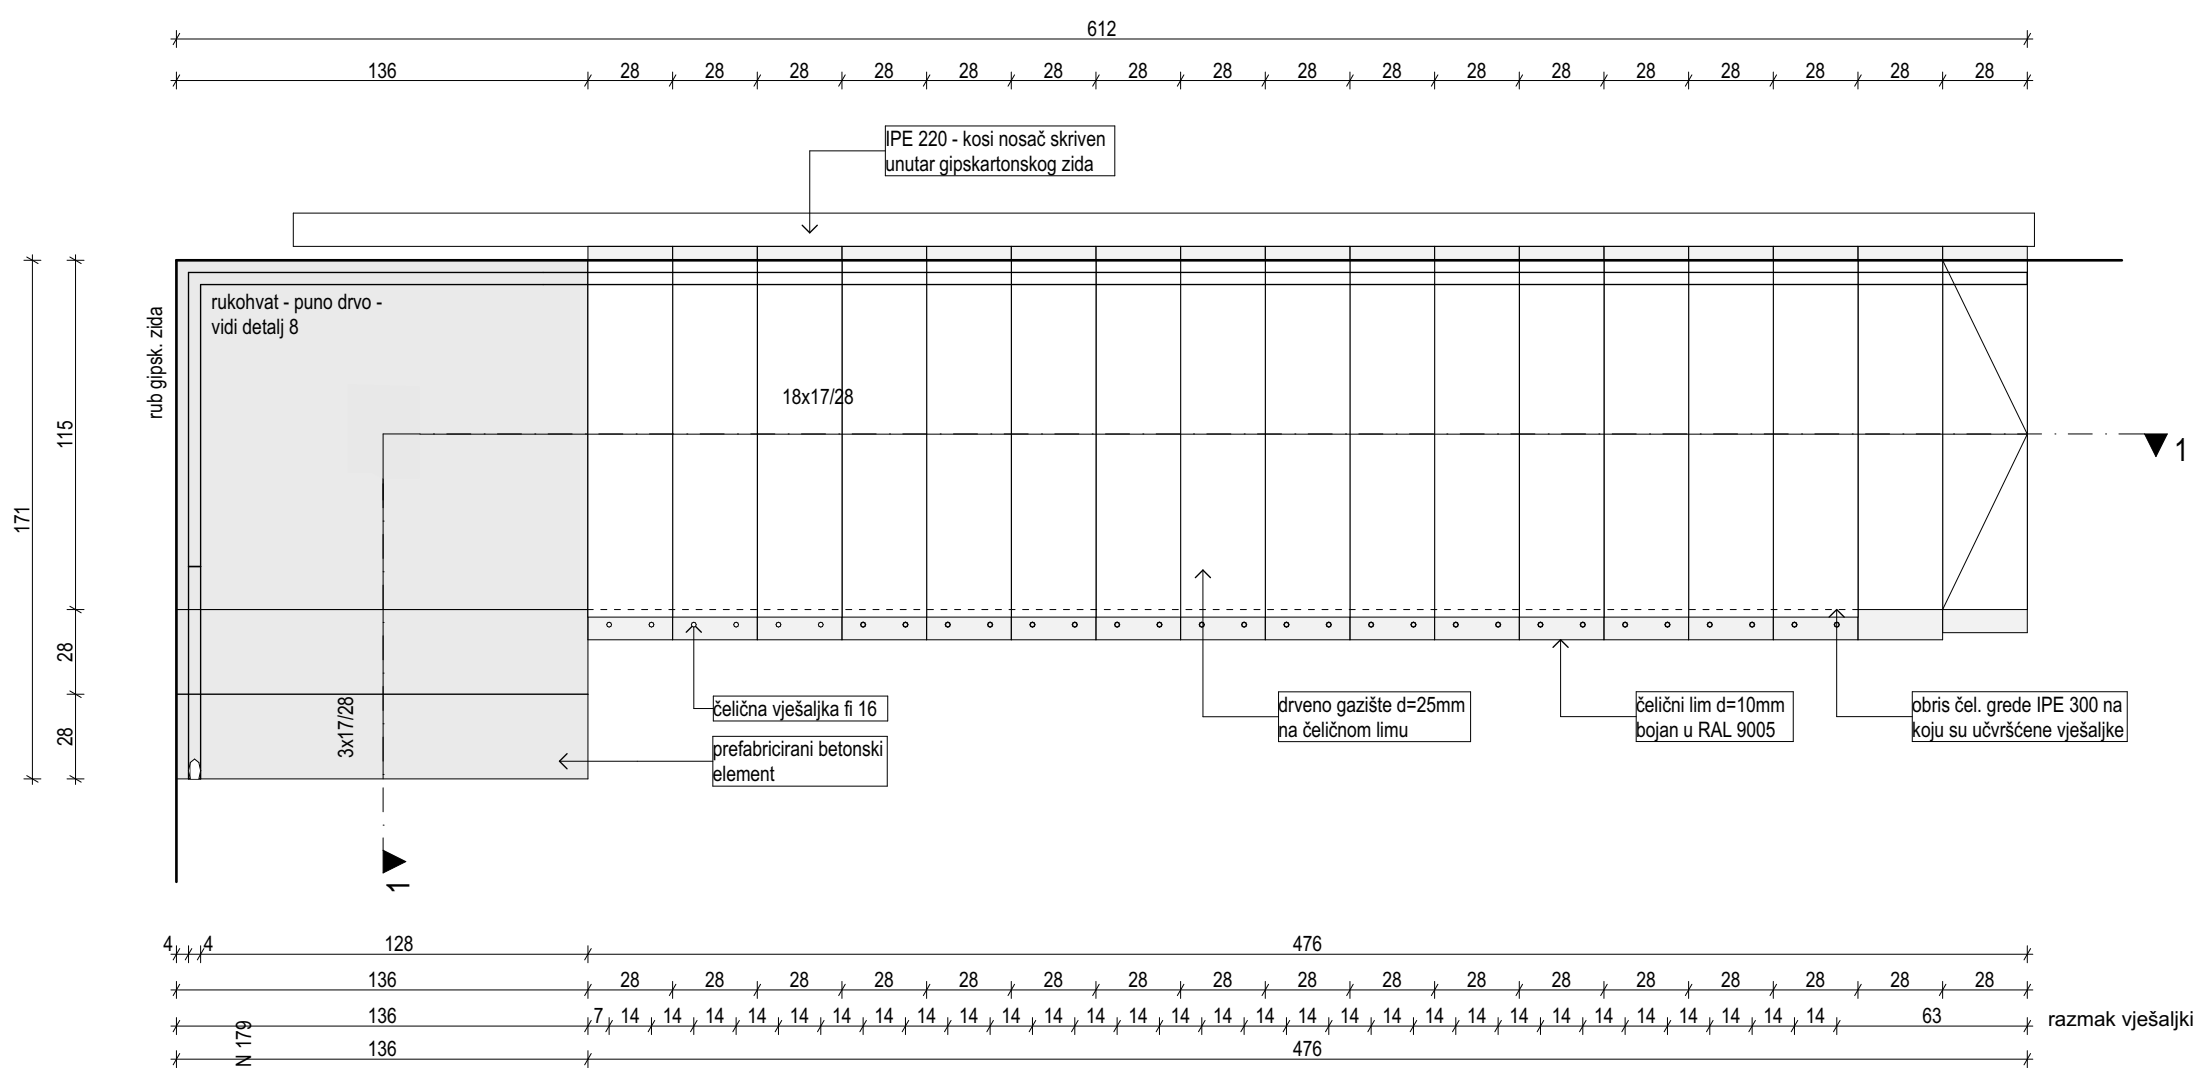 612
136 28 28 28 28 28 28 28 28 28 28 28 28 28 28 28 28 28
IPE 220 - kosi nosač skriven
unutar gipskartonskog zida
rukohvat - puno drvo -
vidi detalj 8
rub gipsk. zida
18x17/28
115
171
28
28
1
3x17/28
čelična vješaljka fi 16
prefabricirani betonski
element
drveno gazište d=25mm
na čeličnom limu
čelični lim d=10mm
bojan u RAL 9005
obris čel. grede IPE 300 na
koju su učvršćene vješaljke
1
4 4 128 476
136 28 28 28 28 28 28 28 28 28 28 28 28 28 28 28 28 28
136 7 14 14 14 14 14 14 14 14 14 14 14 14 14 14 14 14 14 14 14 14 14 14 14 14 14 14 14 14 14 63 razmak vješaljki
N 179
136 476